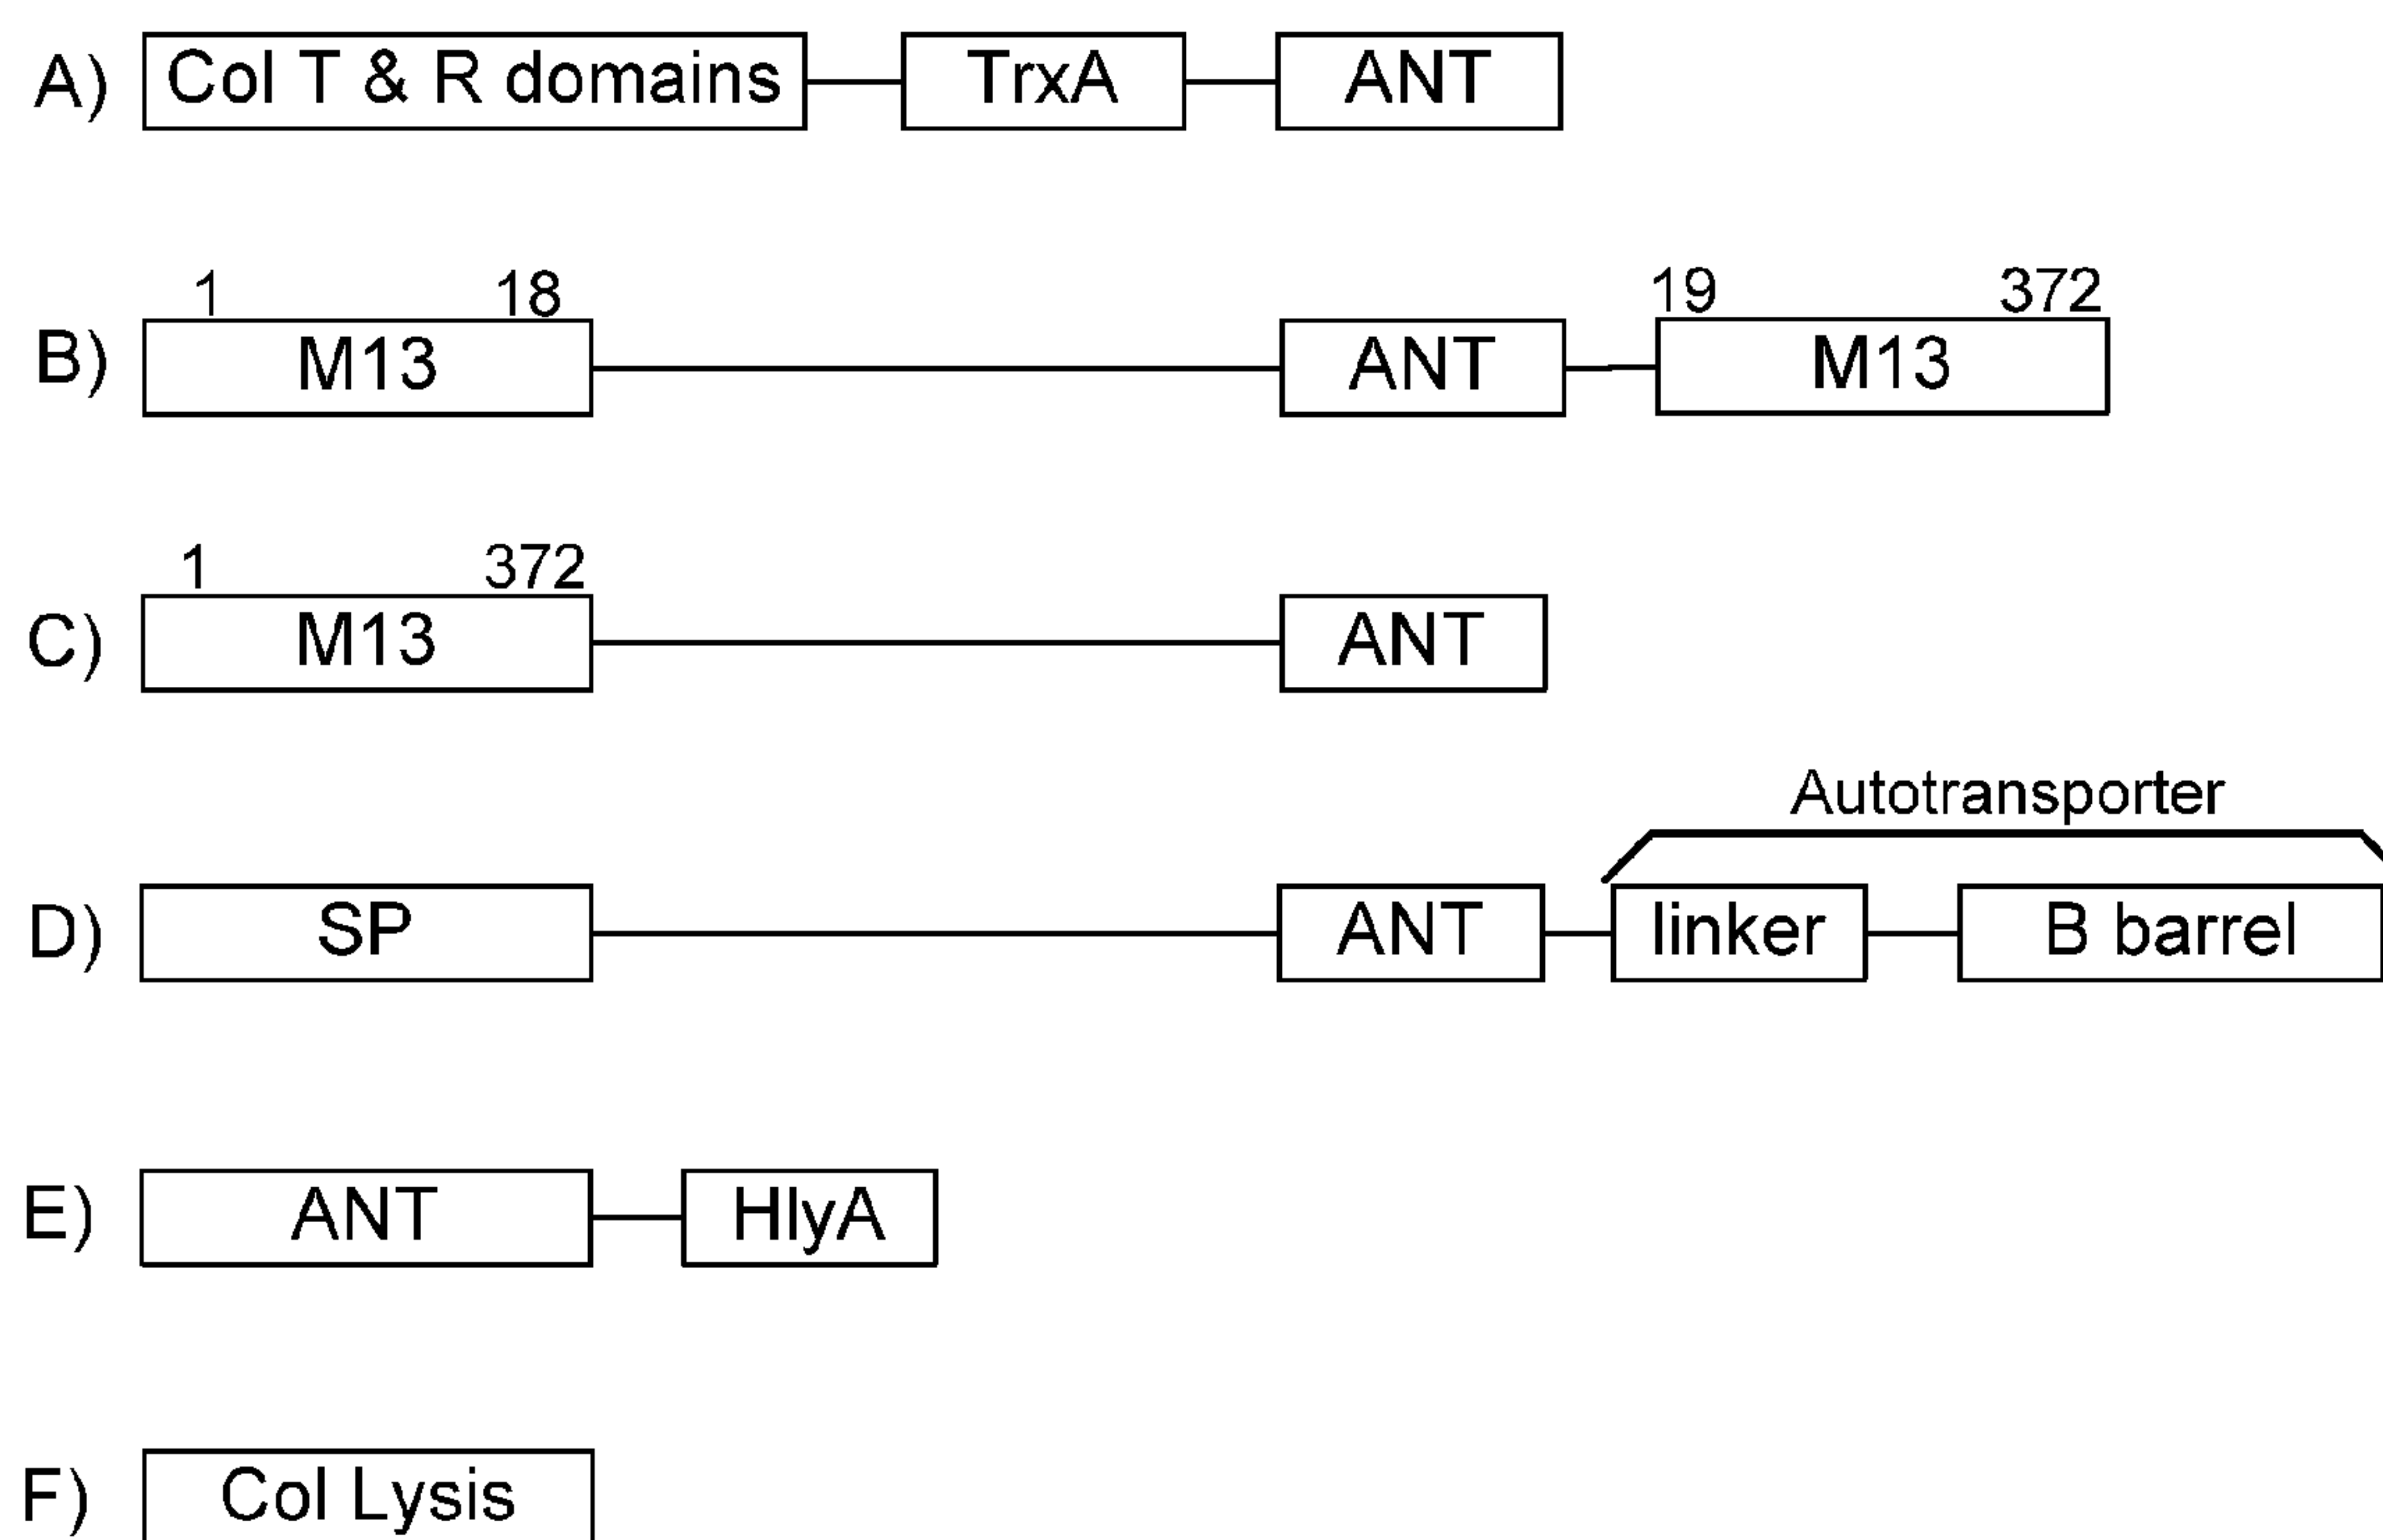 A) Col T & R domains TrxA ANT
1 18 19 372
B) M13 ANT M13
1 372
C) M13 ANT
Autotransporter
D) SP ANT linker B barrel
E) ANT HlyA
F) Col Lysis